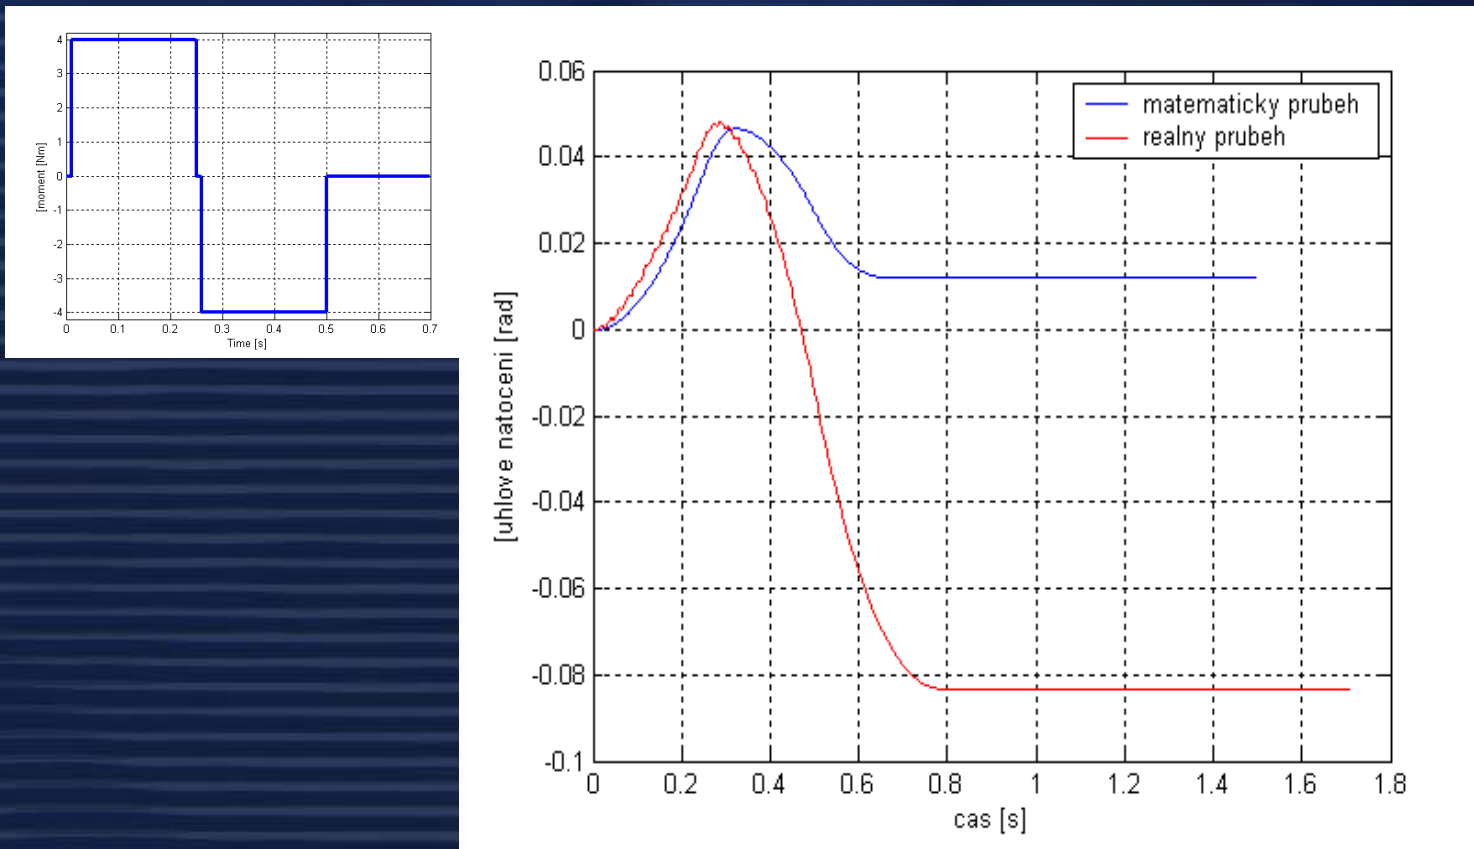 4
3
2
1
0
-1
-2
-3
-4
[moment [Nm]
0 0.1 0.2 0.3 0.4 0.5 0.6 0.7
Time [s]
0.06
0.04
0.02
0
-0.02
-0.04
-0.06
-0.08
-0.1
[uhlove natoceni [rad]
matematicky prubeh
realny prubeh
0 0.2 0.4 0.6 0.8 1 1.2 1.4 1.6 1.8
cas [s]